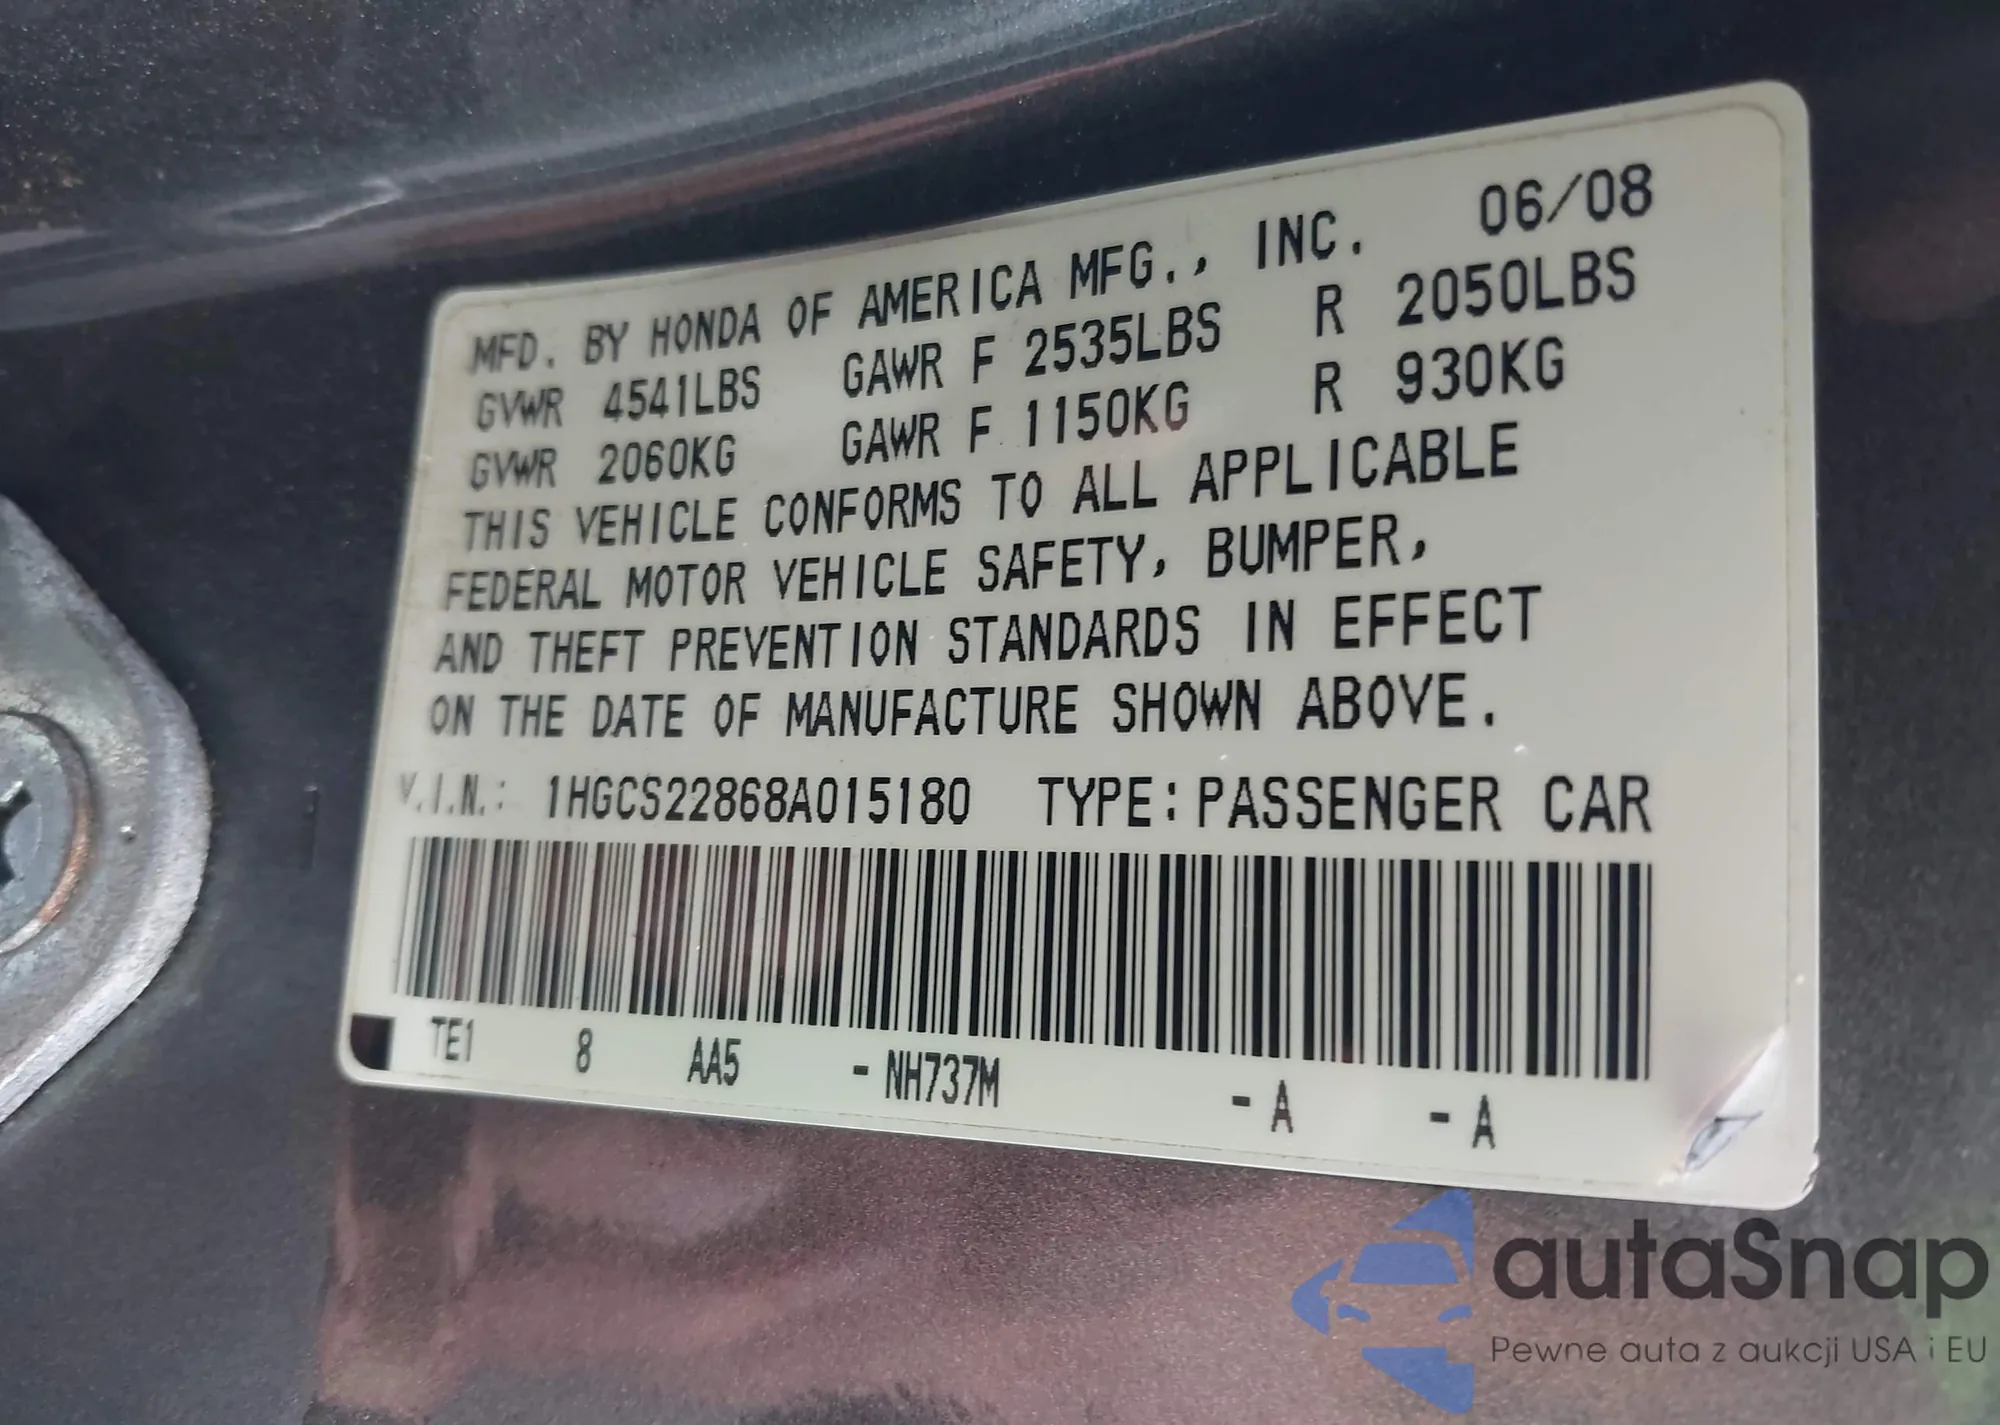 MFD. BY HONDA OF AMERICA MFG., INC. 06/08
GVWR 4541LBS GAWR F 2535LBS R 2050LBS
GVWR 2060KG GAWR F 1150KG R 930KG
THIS VEHICLE CONFORMS TO ALL APPLICABLE
FEDERAL MOTOR VEHICLE SAFETY, BUMPER,
AND THEFT PREVENTION STANDARDS IN EFFECT
ON THE DATE OF MANUFACTURE SHOWN ABOVE.
V.I.N.: 1HGCS22868A015180 TYPE: PASSENGER CAR
TE1 8 AA5 - NH737M - A - A
autaSnap
Pewne auta z aukcji USA i EU